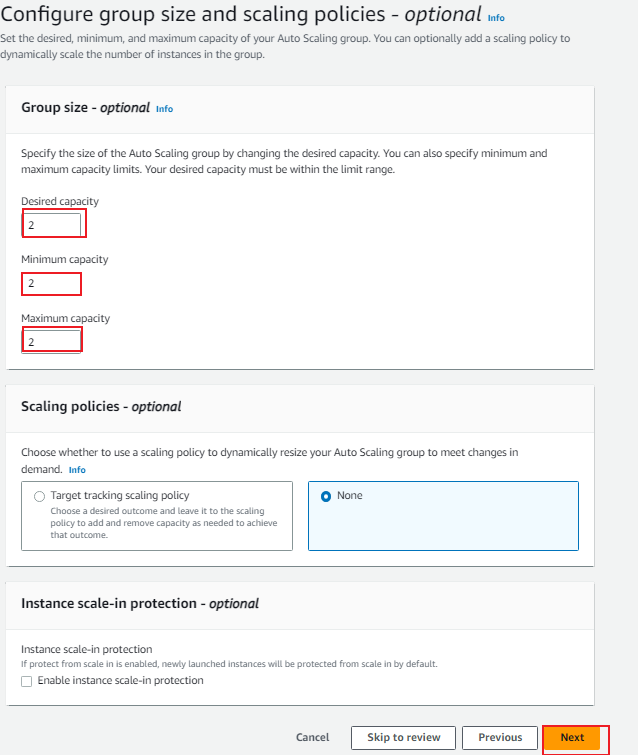 Configure group size and scaling policies - optional Info
Set the desired, minimum, and maximum capacity of your Auto Scaling group. You can optionally add a scaling policy to
dynamically scale the number of instances in the group.
Group size - optional Info
Specify the size of the Auto Scaling group by changing the desired capacity. You can also specify minimum and
maximum capacity limits. Your desired capacity must be within the limit range.
Desired capacity
2
Minimum capacity
2
Maximum capacity
2
Scaling policies - optional
Choose whether to use a scaling policy to dynamically resize your Auto Scaling group to meet changes in
demand. Info
Target tracking scaling policy
Choose a desired outcome and leave it to the scaling
policy to add and remove capacity as needed to achieve
that outcome.
None
Instance scale-in protection - optional
Instance scale-in protection
If protect from scale in is enabled, newly launched instances will be protected from scale in by default.
Enable instance scale-in protection
Cancel Skip to review Previous Next